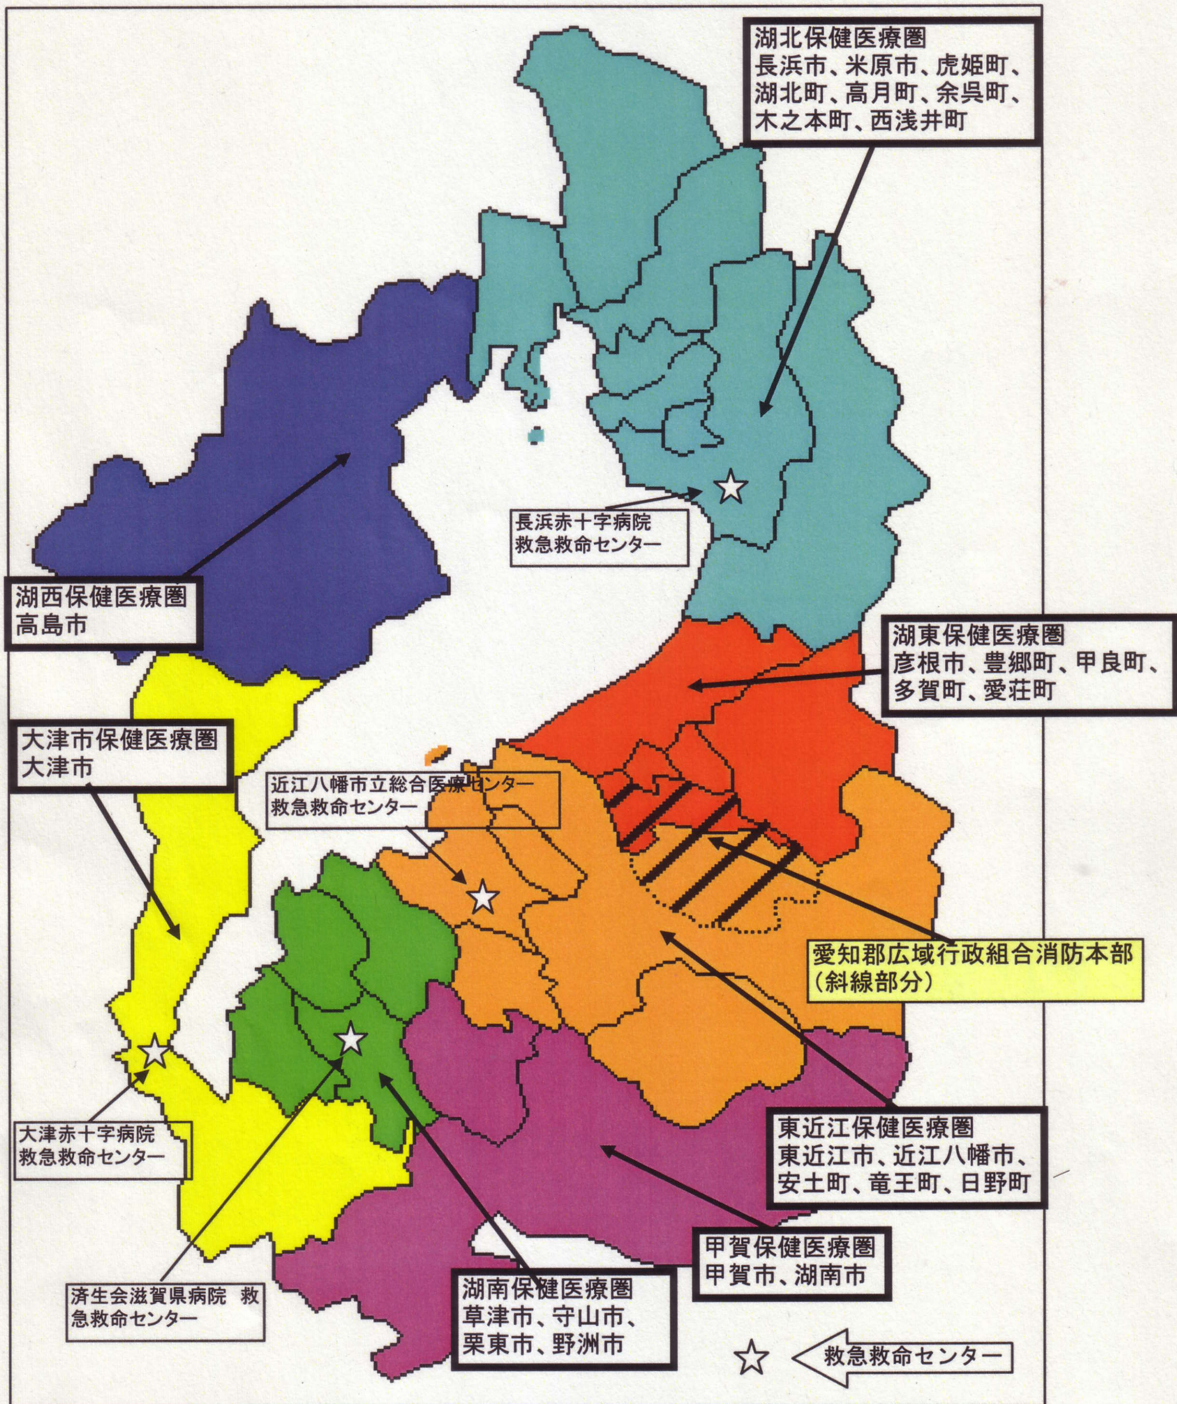 湖北保健医療圏
長浜市、米原市、虎姫町、
湖北町、高月町、余呉町、
木之本町、西浅井町
長浜赤十字病院
救急救命センター
湖西保健医療圏
高島市
湖東保健医療圏
彦根市、豊郷町、甲良町、
多賀町、愛荘町
大津市保健医療圏
大津市
近江八幡市立総合医療センター
救急救命センター
愛知郡広域行政組合消防本部
（斜線部分）
大津赤十字病院
救急救命センター
東近江保健医療圏
東近江市、近江八幡市、
安土町、竜王町、日野町
甲賀保健医療圏
甲賀市、湖南市
済生会滋賀県病院 救
急救命センター
湖南保健医療圏
草津市、守山市、
栗東市、野洲市
救急救命センター